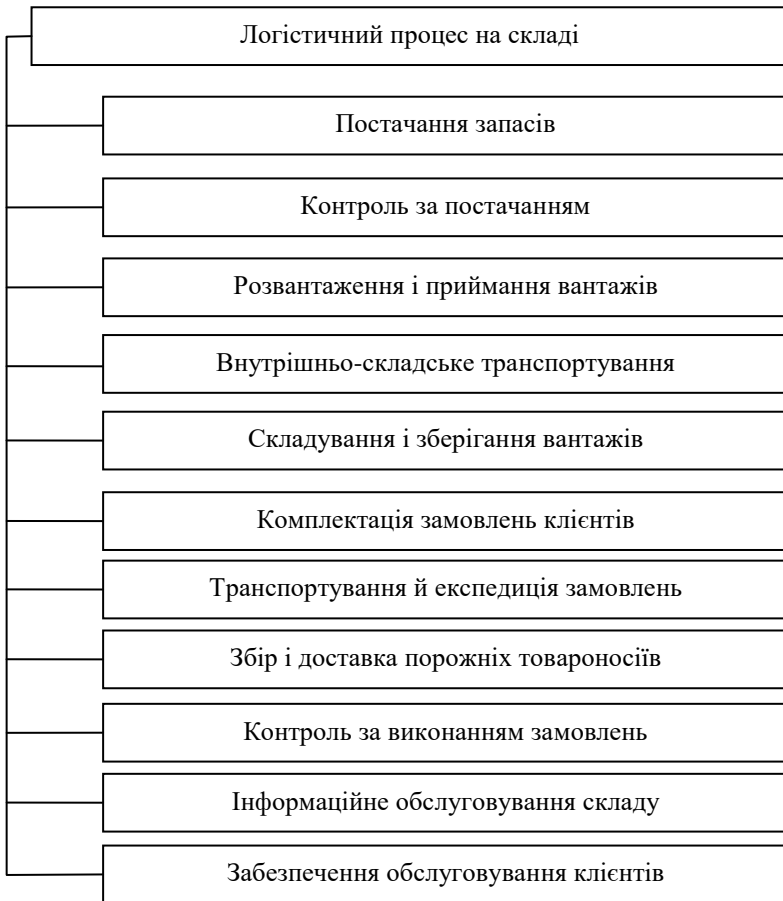 Логістичний процес на складі
Постачання запасів
Контроль за постачанням
Розвантаження і приймання вантажів
Внутрішньо-складське транспортування
Складування і зберігання вантажів
Комплектація замовлень клієнтів
Транспортування й експедиція замовлень
Збір і доставка порожніх товароносіїв
Контроль за виконанням замовлень
Інформаційне обслуговування складу
Забезпечення обслуговування клієнтів